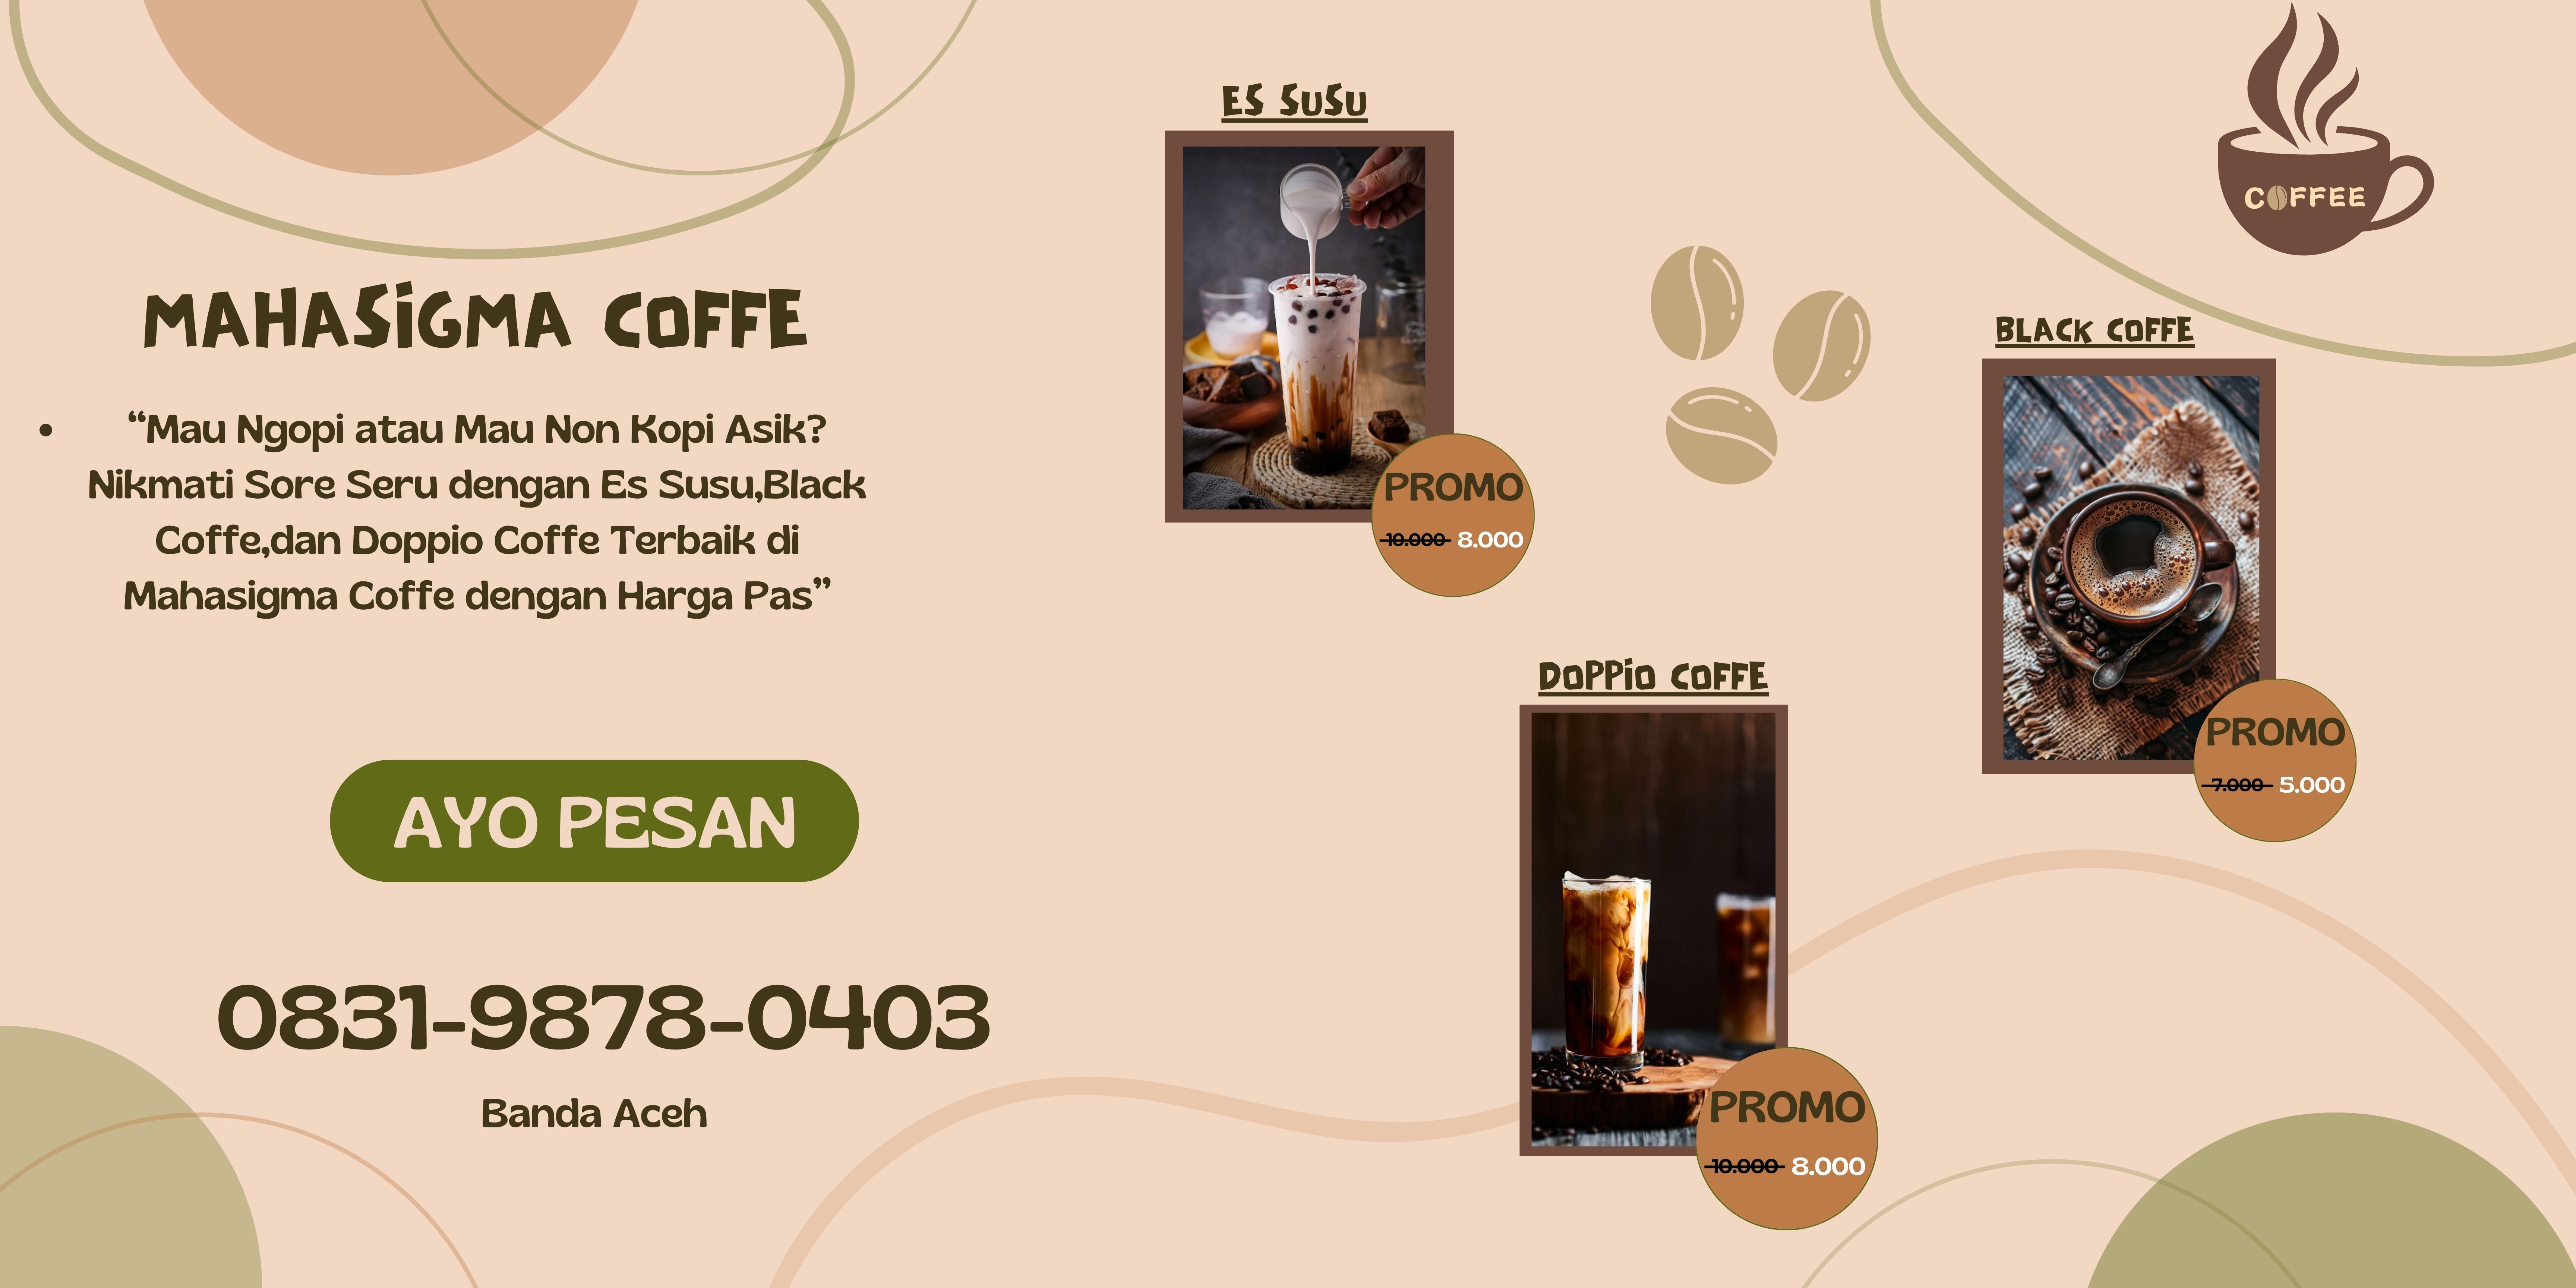 COFFEE
MAHASIGMA COFFE
• “Mau Ngopi atau Mau Non Kopi Asik?
Nikmati Sore Seru dengan Es Susu,Black
Coffe,dan Doppio Coffe Terbaik di
Mahasigma Coffe dengan Harga Pas”
AYO PESAN
0831-9878-0403
Banda Aceh
ES SUSU
PROMO
10.000 8.000
BLACK COFFE
PROMO
7.000 5.000
DOPPIO COFFE
PROMO
10.000 8.000